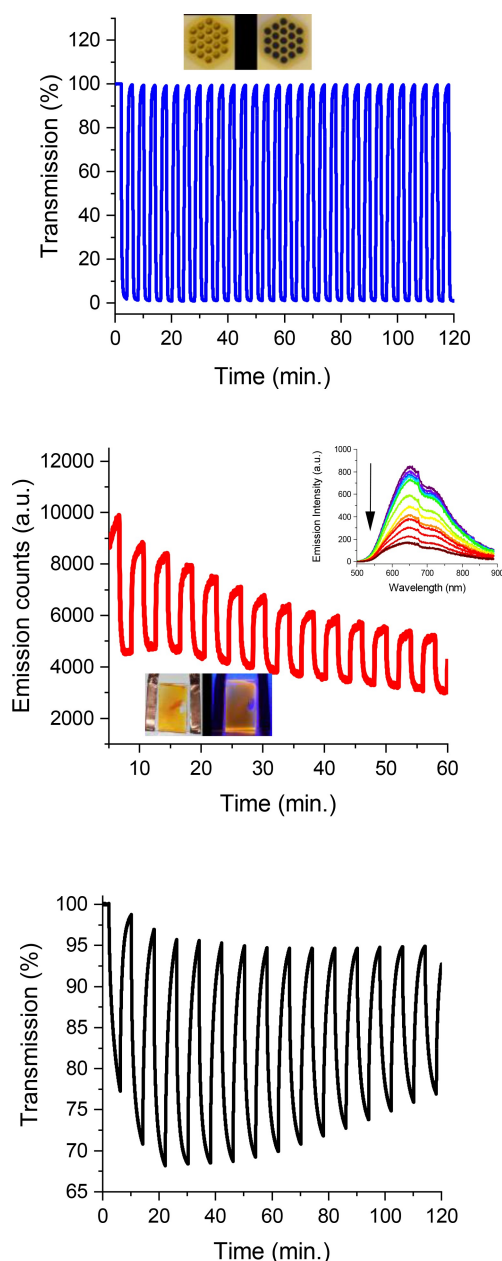 Transmission (%)
120
100
80
60
40
20
0
0 20 40 60 80 100 120
Time (min.)
Emission counts (a.u.)
12000
10000
8000
6000
4000
2000
10 20 30 40 50 60
Time (min.)
Emission Intensity (a.u.)
1000
800
600
400
200
0
500 600 700 800 900
Wavelength (nm)
Transmission (%)
100
95
90
85
80
75
70
65
0 20 40 60 80 100 120
Time (min.)